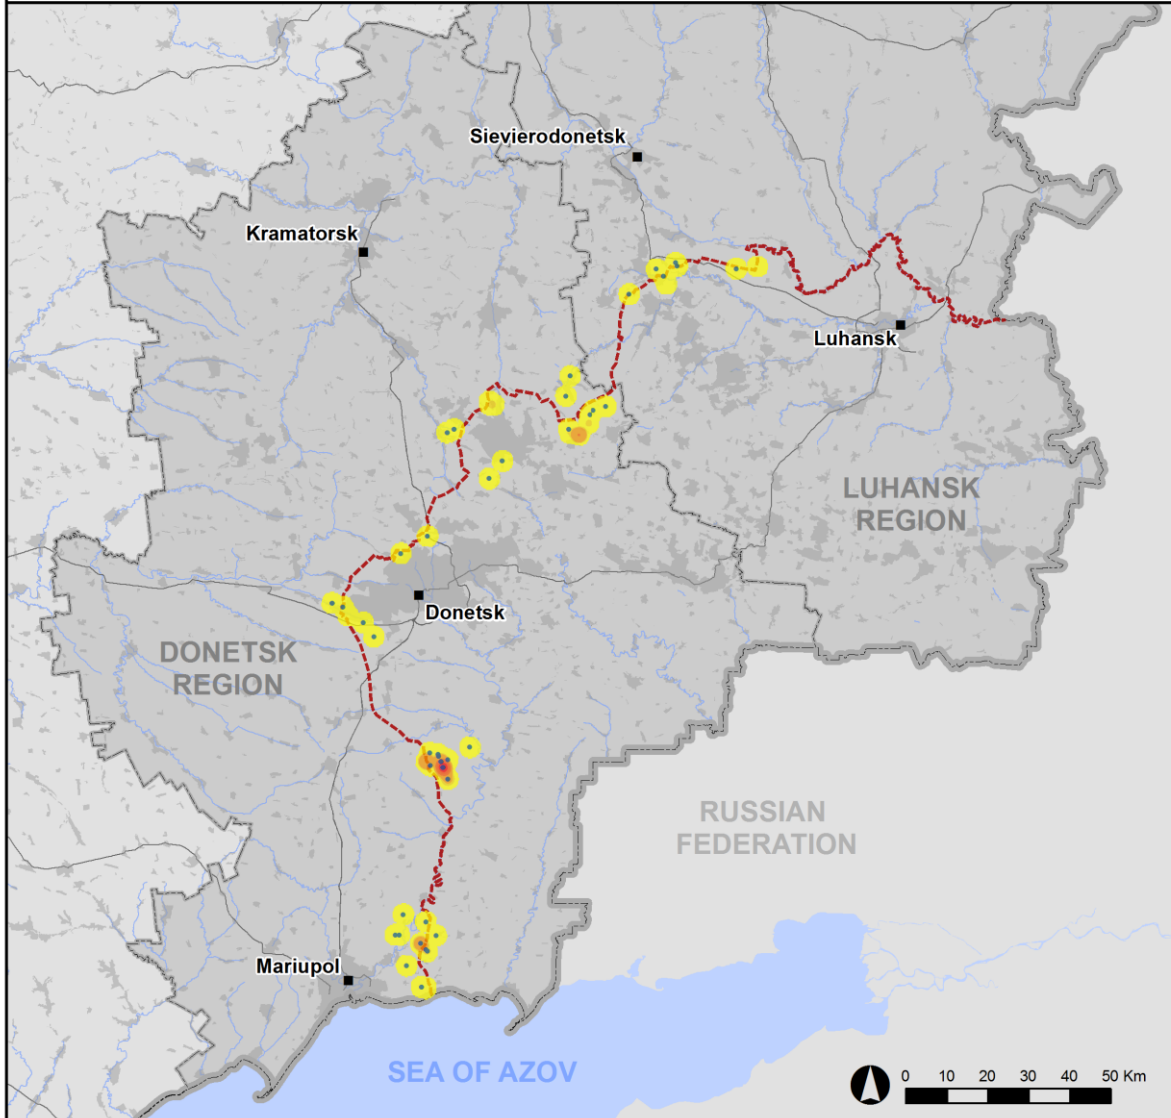 Sievierodonetsk
Kramatorsk
Luhansk
LUHANSK
REGION
Donetsk
DONETSK
REGION
RUSSIAN
FEDERATION
Mariupol
SEA OF AZOV
0 10 20 30 40 50 Km